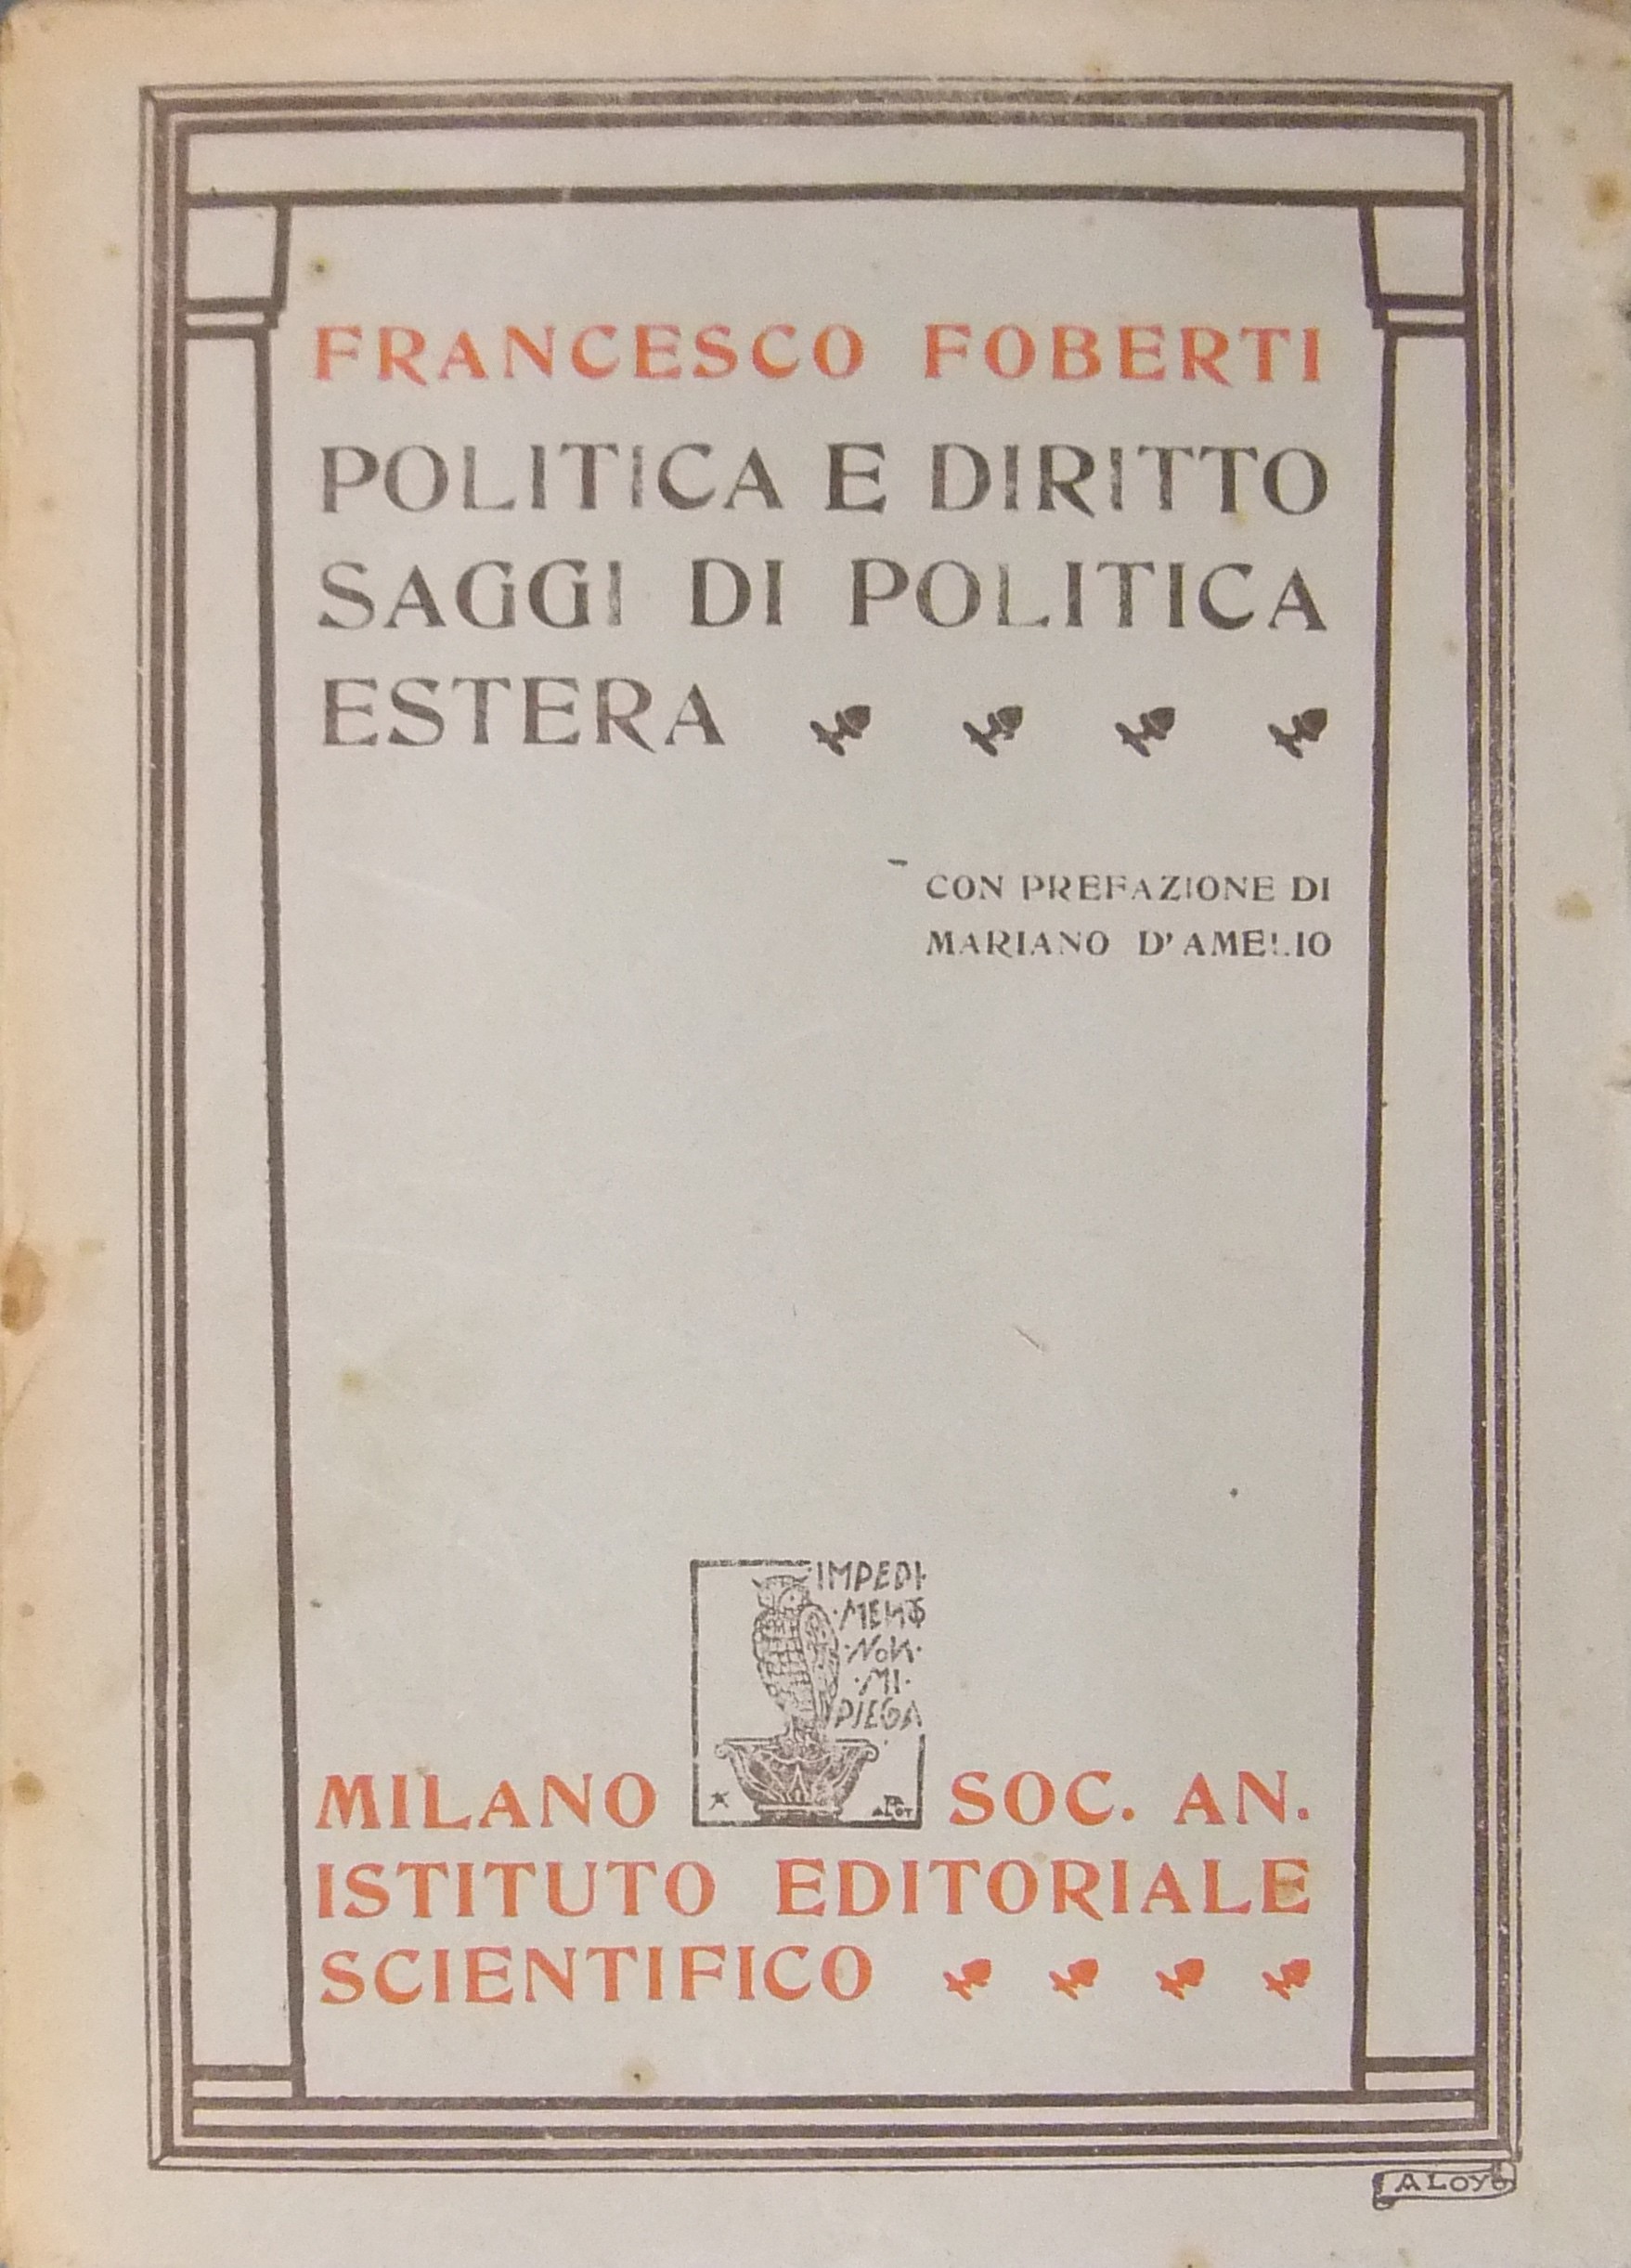 FRANCESCO FOBERTI
POLITICA E DIRITTO
SAGGI DI POLITICA
ESTERA
CON PREFAZIONE DI
MARIANO D'AMELIO
IMPEDI
MENTO
·NON·
·MI·
PIEGA
MILANO SOC. AN.
ISTITUTO EDITORIALE
SCIENTIFICO
ALOY